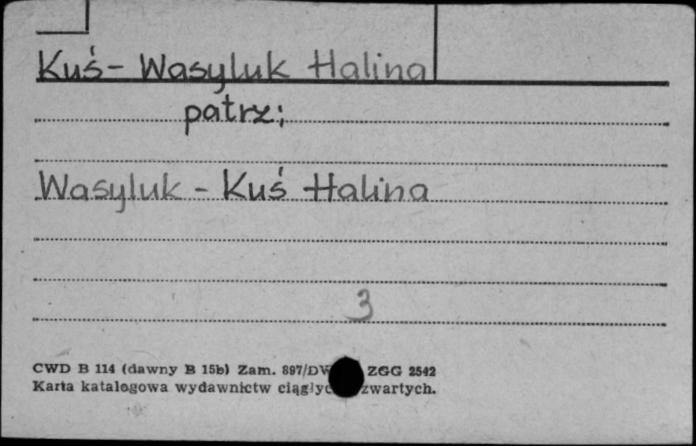 Kuś- Wasyluk Halina
patrz;
Wasyluk - Kuś Halina
3
CWD B 114 (dawny B 15b) Zam. 897/DW ZGG 2542
Karta katalogowa wydawnictw ciągłyc zwartych.